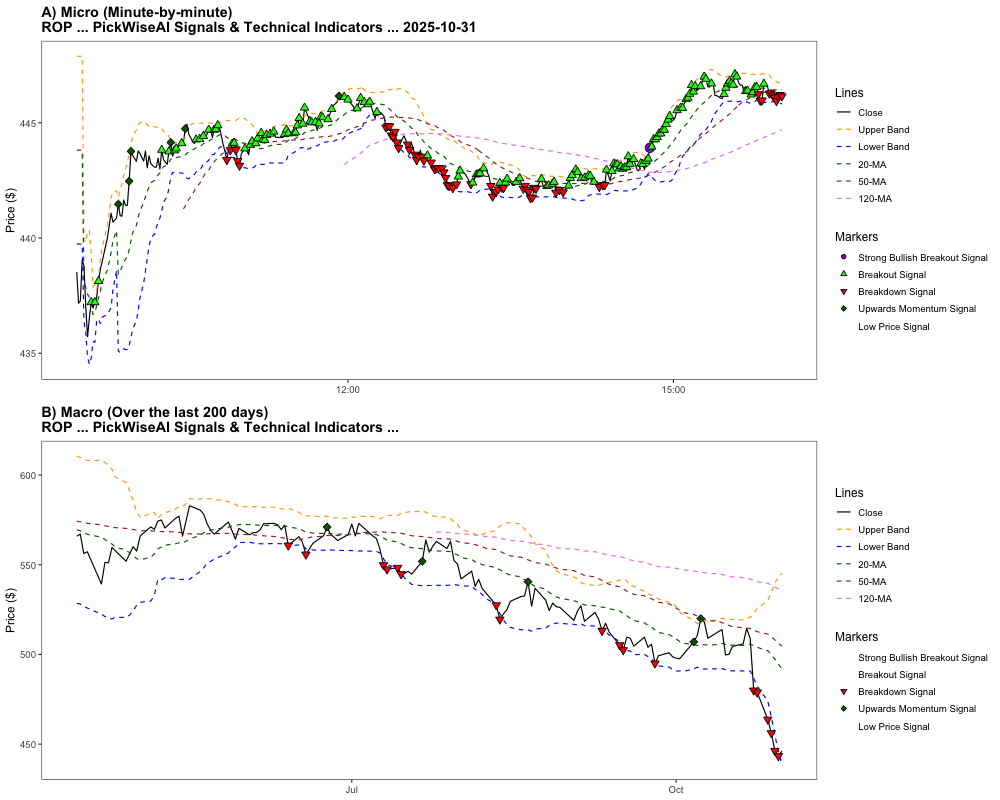 A) Micro (Minute-by-minute)
ROP ... PickWiseAI Signals & Technical Indicators ... 2025-10-31
Price ($)
445
440
435
12:00
15:00
Lines
Close
Upper Band
Lower Band
20-MA
50-MA
120-MA
Markers
Strong Bullish Breakout Signal
Breakout Signal
Breakdown Signal
Upwards Momentum Signal
Low Price Signal
B) Macro (Over the last 200 days)
ROP ... PickWiseAI Signals & Technical Indicators ...
Price ($)
600
550
500
450
Jul
Oct
Lines
Close
Upper Band
Lower Band
20-MA
50-MA
120-MA
Markers
Strong Bullish Breakout Signal
Breakout Signal
Breakdown Signal
Upwards Momentum Signal
Low Price Signal